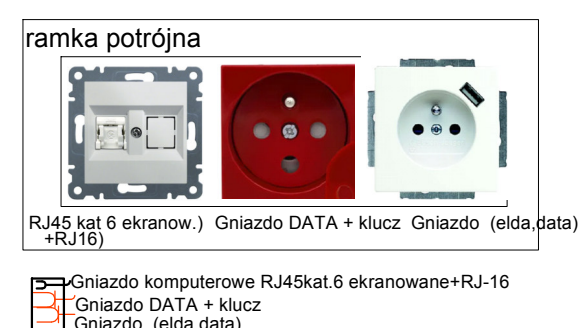 ramka potrójna
RJ45 kat 6 ekranow.) Gniazdo DATA + klucz Gniazdo (elda,data)
+RJ16)
Gniazdo komputerowe RJ45kat.6 ekranowane+RJ-16
Gniazdo DATA + klucz
Gniazdo (elda,data)